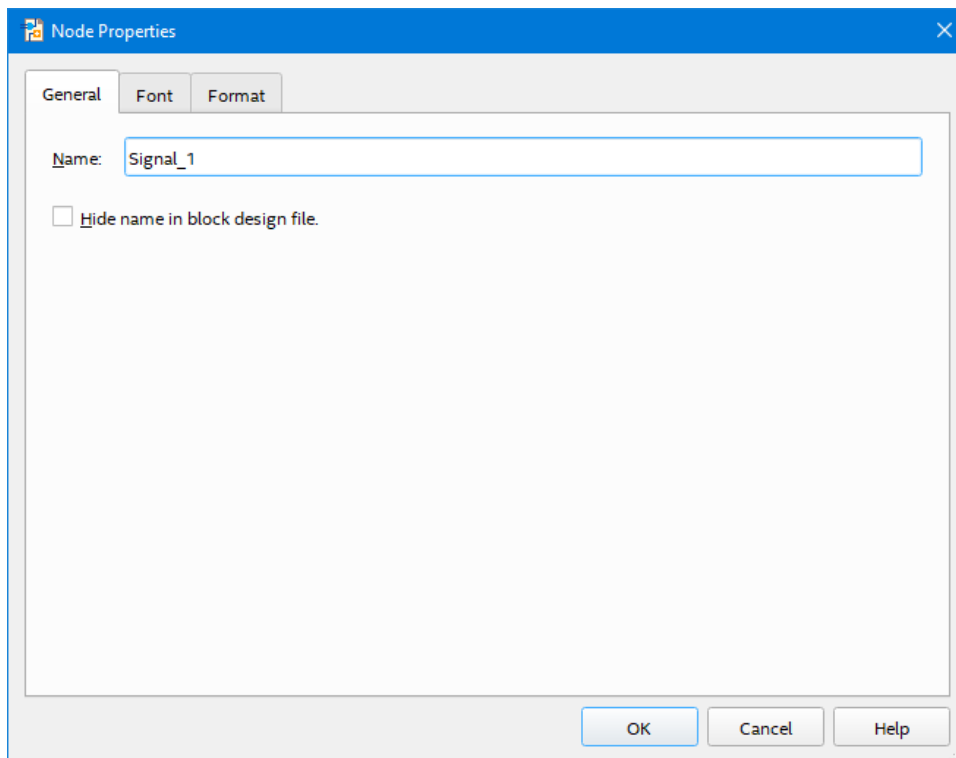 Node Properties
General Font Format
Name: Signal_1
Hide name in block design file.
OK Cancel Help